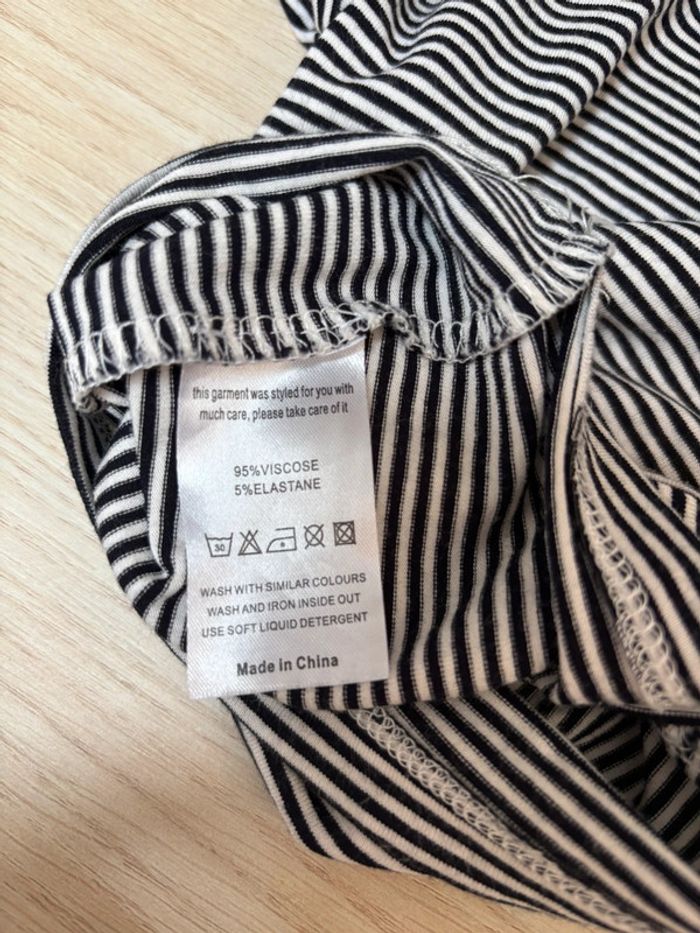 this garment was styled for you with
much care, please take care of it
95%VISCOSE
5%ELASTANE
30
WASH WITH SIMILAR COLOURS
WASH AND IRON INSIDE OUT
USE SOFT LIQUID DETERGENT
Made in China